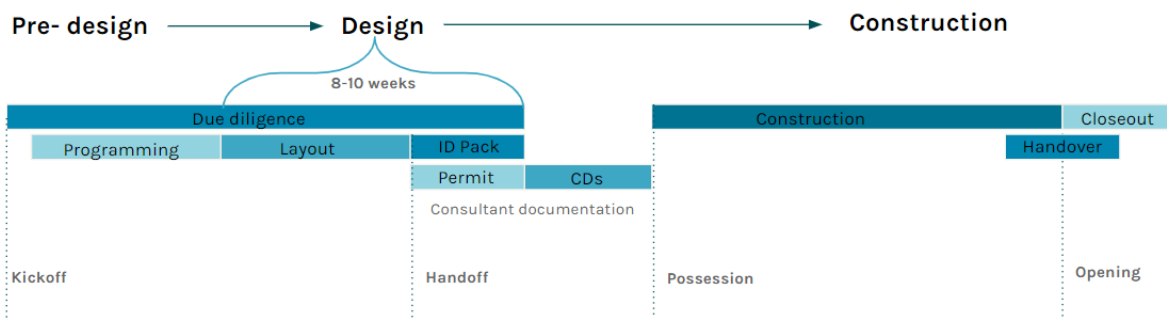 Pre- design
Design
Construction
8-10 weeks
Due diligence
Construction
Closeout
Programming
Layout
ID Pack
Handover
Permit
CDs
Consultant documentation
Kickoff
Handoff
Possession
Opening